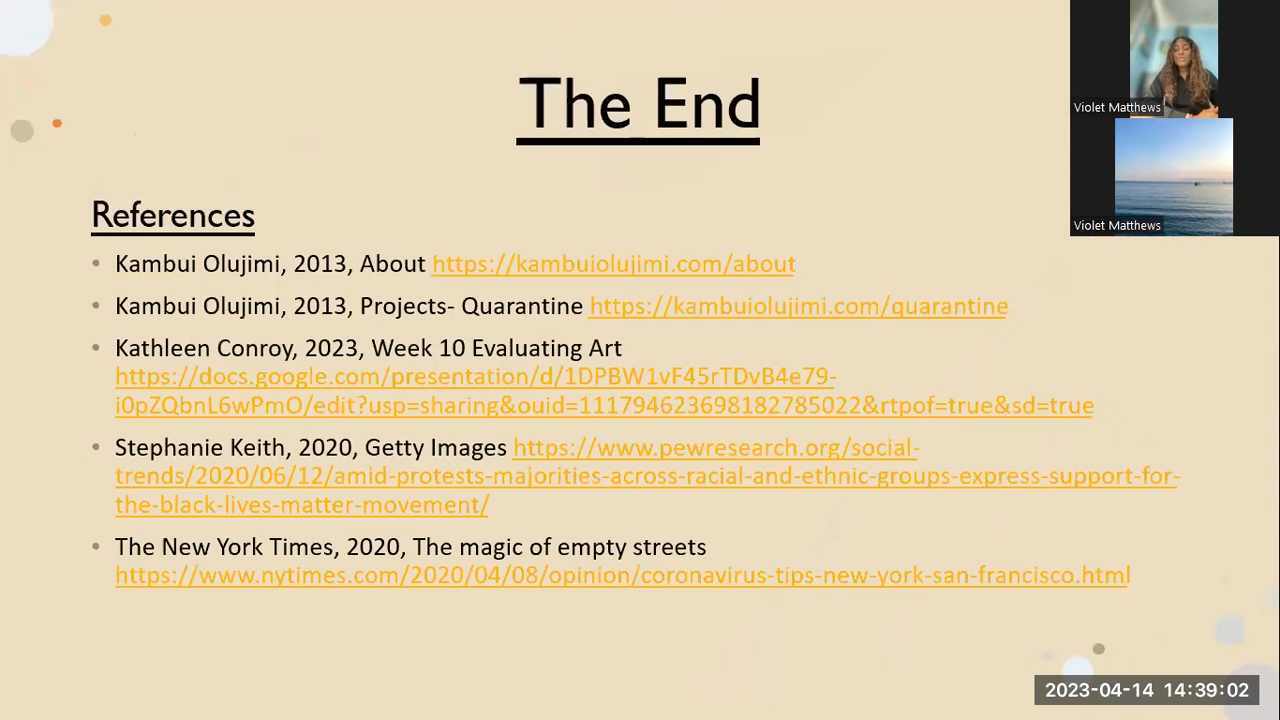 The End
Violet Matthews
Violet Matthews
References
• Kambui Olujimi, 2013, About https://kambuiolujimi.com/about
• Kambui Olujimi, 2013, Projects- Quarantine https://kambuiolujimi.com/quarantine
• Kathleen Conroy, 2023, Week 10 Evaluating Art
https://docs.google.com/presentation/d/1DPBW1vF45rTDvB4e79-
i0pZQbnL6wPmO/edit?usp=sharing&ouid=111794623698182785022&rtpof=true&sd=true
• Stephanie Keith, 2020, Getty Images https://www.pewresearch.org/social-
trends/2020/06/12/amid-protests-majorities-across-racial-and-ethnic-groups-express-support-for-
the-black-lives-matter-movement/
• The New York Times, 2020, The magic of empty streets
https://www.nytimes.com/2020/04/08/opinion/coronavirus-tips-new-york-san-francisco.html
2023-04-14 14:39:02